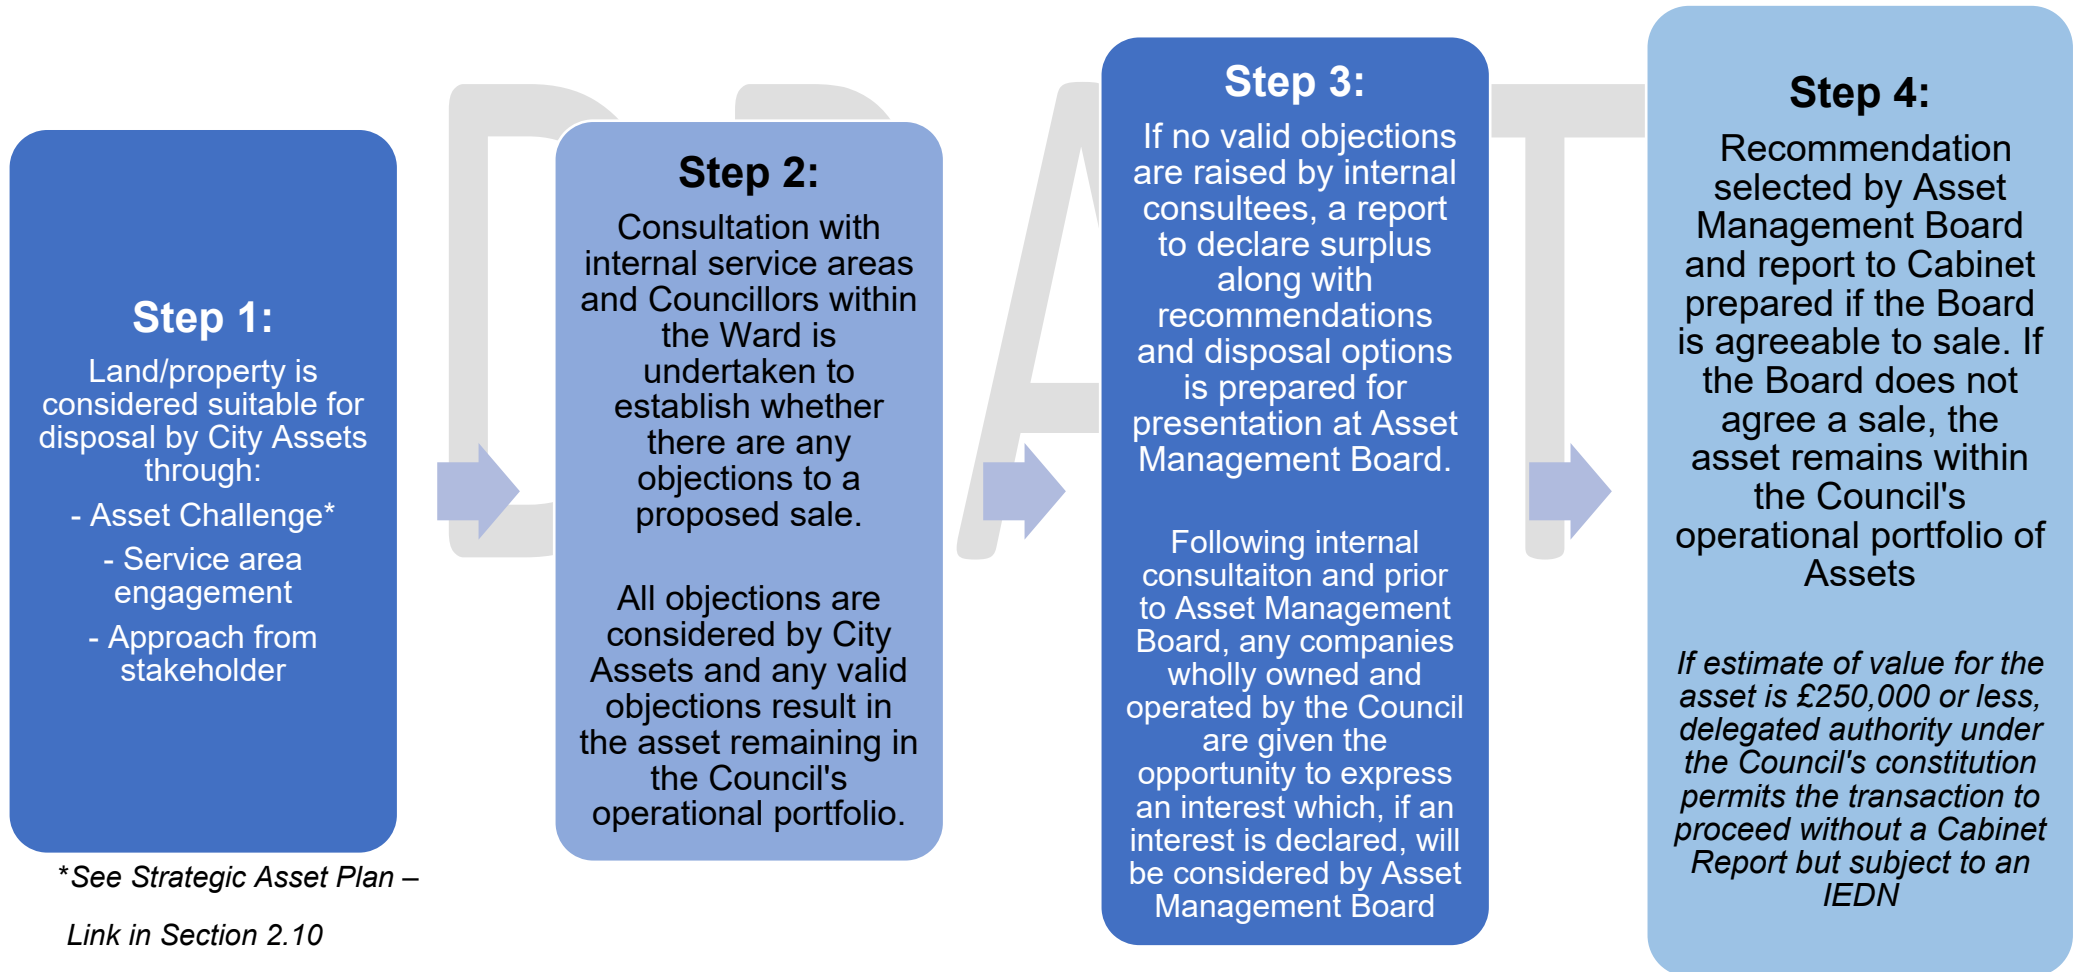 Step 1:
Land/property is
considered suitable for
disposal by City Assets
through:
- Asset Challenge*
- Service area
engagement
- Approach from
stakeholder
*See Strategic Asset Plan –
Link in Section 2.10
Step 2:
Consultation with
internal service areas
and Councillors within
the Ward is
undertaken to
establish whether
there are any
objections to a
proposed sale.
All objections are
considered by City
Assets and any valid
objections result in
the asset remaining in
the Council's
operational portfolio.
Step 3:
If no valid objections
are raised by internal
consultees, a report
to declare surplus
along with
recommendations
and disposal options
is prepared for
presentation at Asset
Management Board.
Following internal
consultaiton and prior
to Asset Management
Board, any companies
wholly owned and
operated by the Council
are given the
opportunity to express
an interest which, if an
interest is declared, will
be considered by Asset
Management Board
Step 4:
Recommendation
selected by Asset
Management Board
and report to Cabinet
prepared if the Board
is agreeable to sale. If
the Board does not
agree a sale, the
asset remains within
the Council's
operational portfolio of
Assets
If estimate of value for the
asset is £250,000 or less,
delegated authority under
the Council's constitution
permits the transaction to
proceed without a Cabinet
Report but subject to an
IEDN
DRAFT